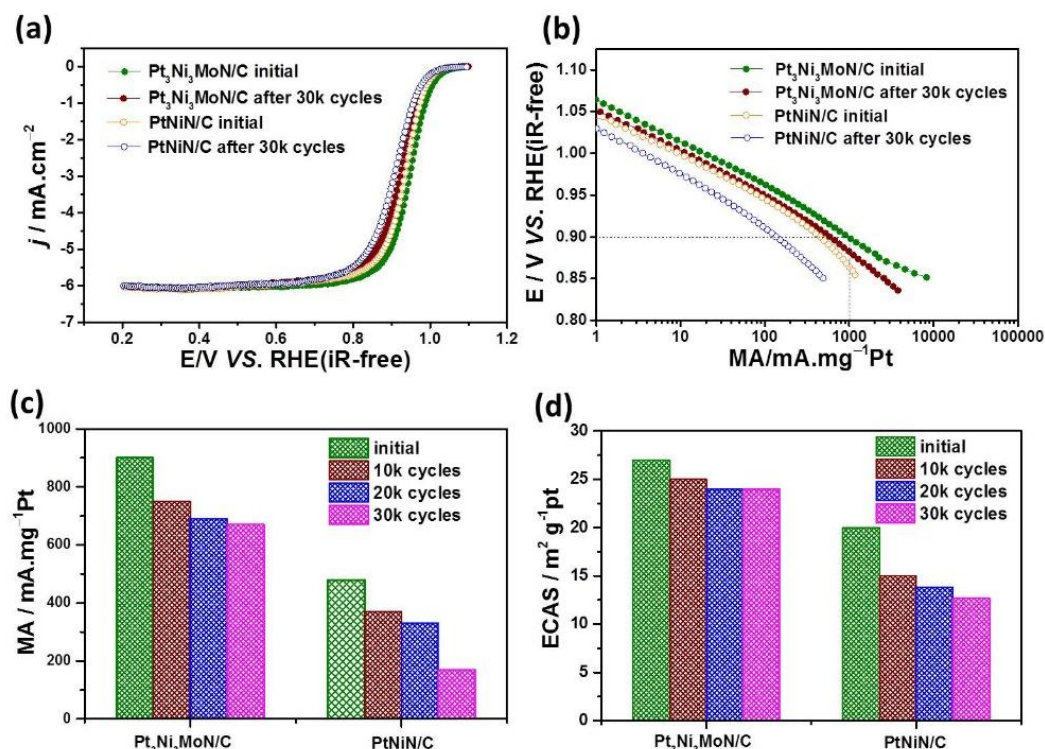 (a)
Pt₃Ni₃MoN/C initial
Pt₃Ni₃MoN/C after 30k cycles
PtNiN/C initial
PtNiN/C after 30k cycles
j / mA.cm⁻²
0
-1
-2
-3
-4
-5
-6
-7
0.2 0.4 0.6 0.8 1.0 1.2
E/V VS. RHE(iR-free)
(b)
Pt₃Ni₃MoN/C initial
Pt₃Ni₃MoN/C after 30k cycles
PtNiN/C initial
PtNiN/C after 30k cycles
E / V VS. RHE(iR-free)
1.10
1.05
1.00
0.95
0.90
0.85
0.80
1 10 100 1000 10000 100000
MA/mA.mg⁻¹Pt
(c)
initial
10k cycles
20k cycles
30k cycles
MA / mA.mg⁻¹Pt
1000
800
600
400
200
0
Pt₃Ni₃MoN/C PtNiN/C
(d)
initial
10k cycles
20k cycles
30k cycles
ECAS / m² g⁻¹pt
30
25
20
15
10
5
0
Pt₃Ni₃MoN/C PtNiN/C